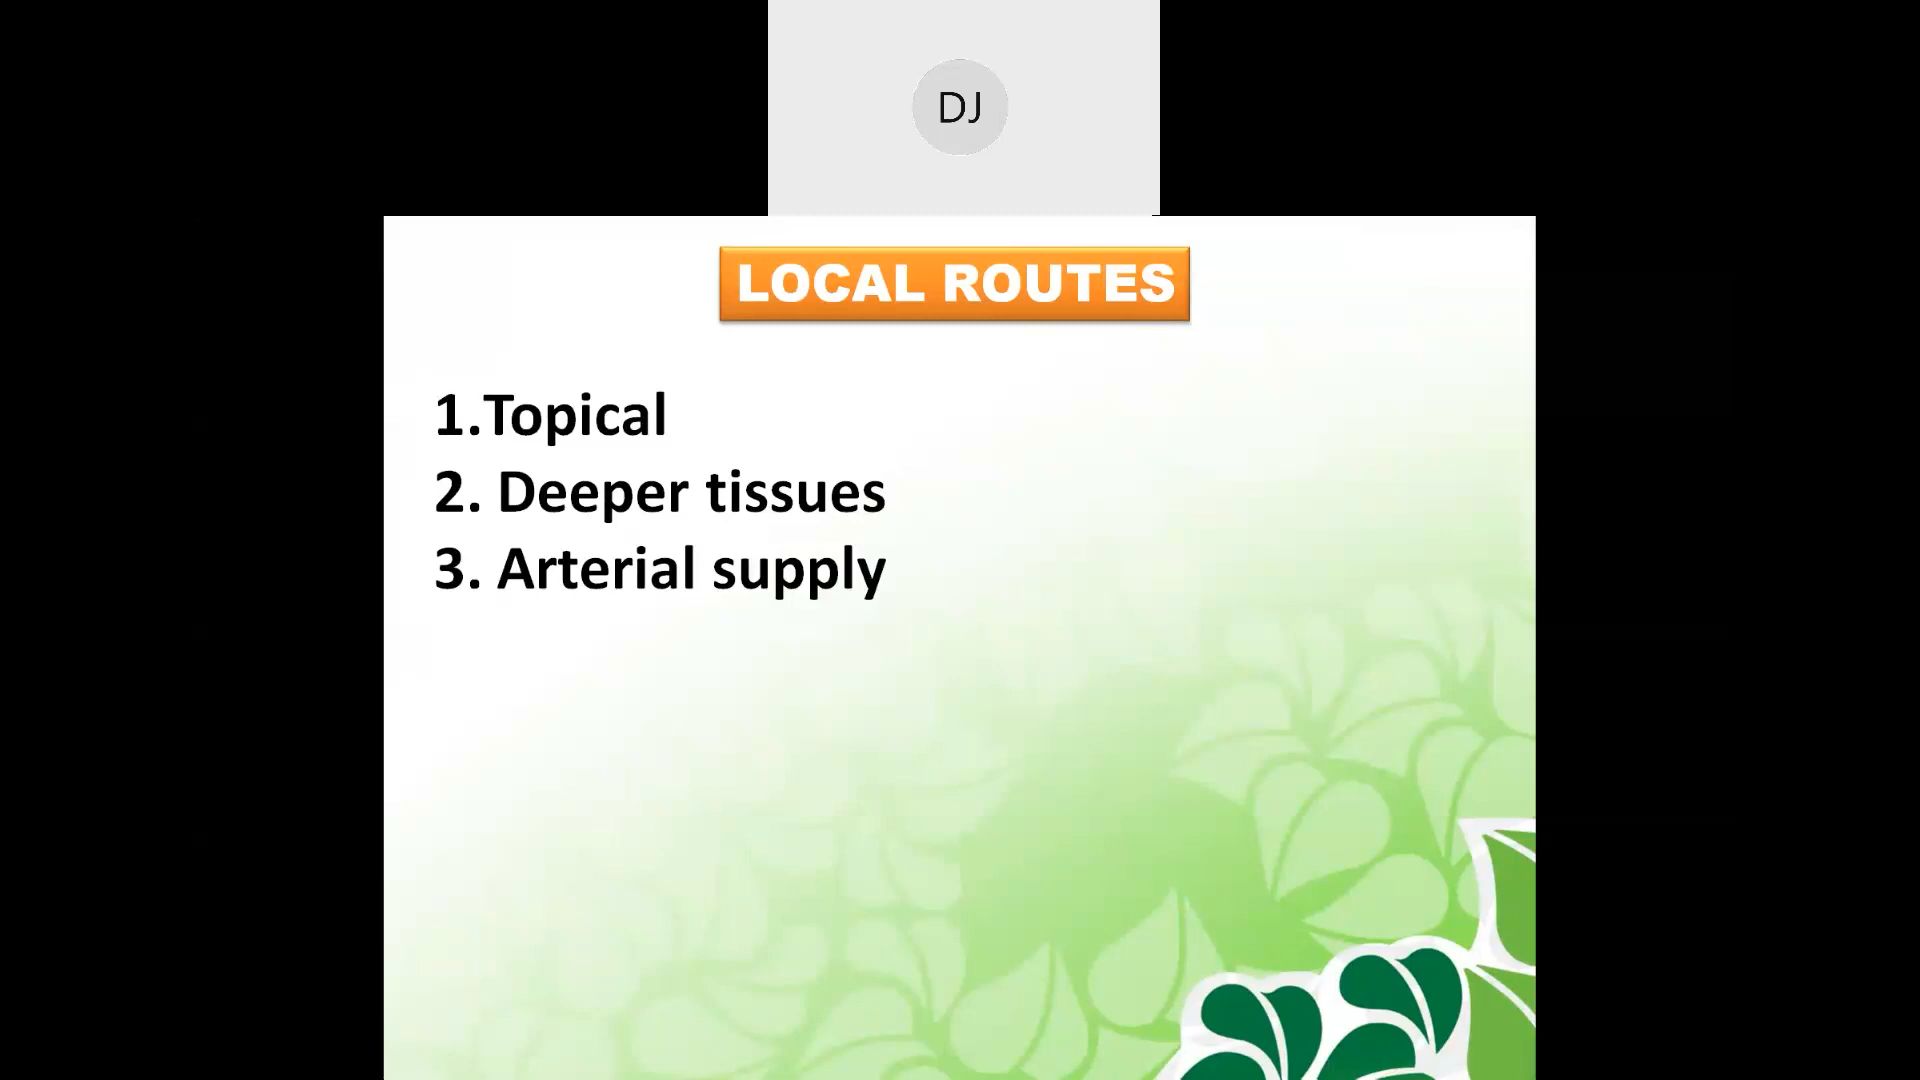 DJ
LOCAL ROUTES
1.Topical
2. Deeper tissues
3. Arterial supply